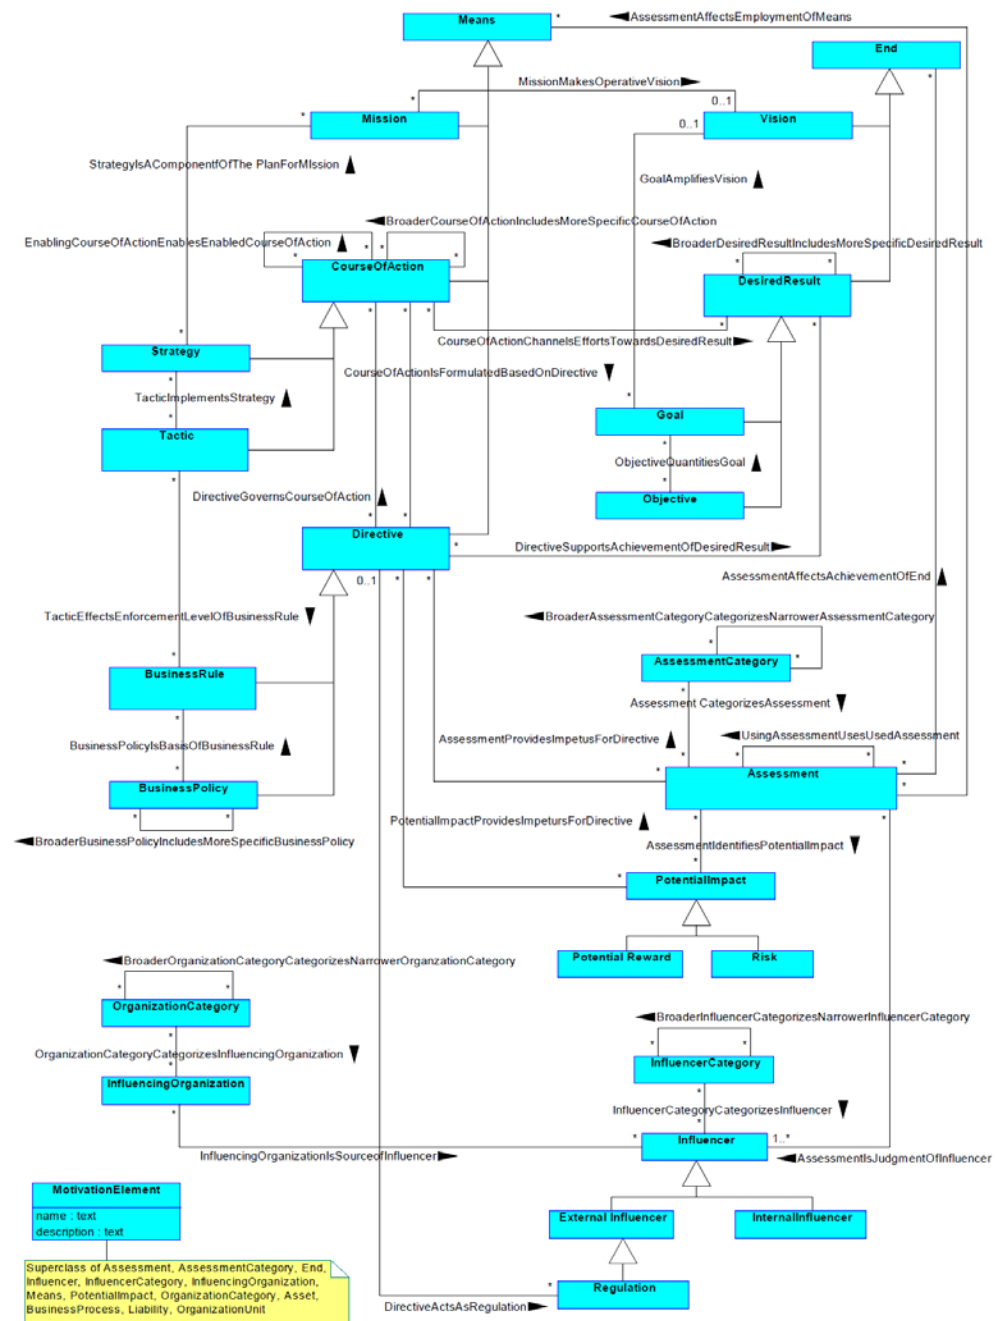 AssessmentAffectsEmploymentOfMeans
*
Means
End
*
MissionMakesOperativeVision
*
0..1
*
Mission
0..1
Vision
StrategyIsAComponentfOfThe PlanForMIssion
GoalAmplifiesVision
BroaderCourseOfActionIncludesMoreSpecificCourseOfAction
EnablingCourseOfActionEnablesEnabledCourseOfAction
BroaderDesiredResultIncludesMoreSpecificDesiredResult
* * * *
* *
CourseOfAction
DesiredResult
* * *
* *
CourseOfActionChannelsEffortsTowardsDesiredResult
*
Strategy
CourseOfActionIsFormulatedBasedOnDirective
*
TacticImplementsStrategy
*
*
Goal
Tactic
*
ObjectiveQuantitiesGoal
*
*
Objective
DirectiveGovernsCourseOfAction
* *
Directive
*
DirectiveSupportsAchievementOfDesiredResult
0..1
* *
AssessmentAffectsAchievementOfEnd
TacticEffectsEnforcementLevelOfBusinessRule
BroaderAssessmentCategoryCategorizesNarrowerAssessmentCategory
*
*
*
BusinessRule
AssessmentCategory
*
*
Assessment CategorizesAssessment
BusinessPolicyIsBasisOfBusinessRule
AssessmentProvidesImpetusForDirective
UsingAssessmentUsesUsedAssessment
*
* * * *
*
Assessment
*
BusinessPolicy
* *
PotentialImpactProvidesImpetursForDirective
* *
BroaderBusinessPolicyIncludesMoreSpecificBusinessPolicy
AssessmentIdentifiesPotentialImpact
*
*
PotentialImpact
Potential Reward
Risk
BroaderOrganizationCategoryCategorizesNarrowerOrganzationCategory
* *
OrganizationCategory
*
BroaderInfluencerCategorizesNarrowerInfluencerCategory
* *
OrganizationCategoryCategorizesInfluencingOrganization
*
InfluencerCategory
InfluencingOrganization
*
*
InfluencerCategoryCategorizesInfluencer
*
*
Influencer
1..*
InfluencingOrganizationIsSourceofInfluencer
AssessmentIsJudgmentOfInfluencer
MotivationElement
name : text
description : text
External Influencer
InternalInfluencer
Superclass of Assessment, AssessmentCategory, End,
Influencer, InfluencerCategory, InfluencingOrganization,
Means, PotentialImpact, OrganizationCategory, Asset,
BusinessProcess, Liability, OrganizationUnit
*
Regulation
DirectiveActsAsRegulation